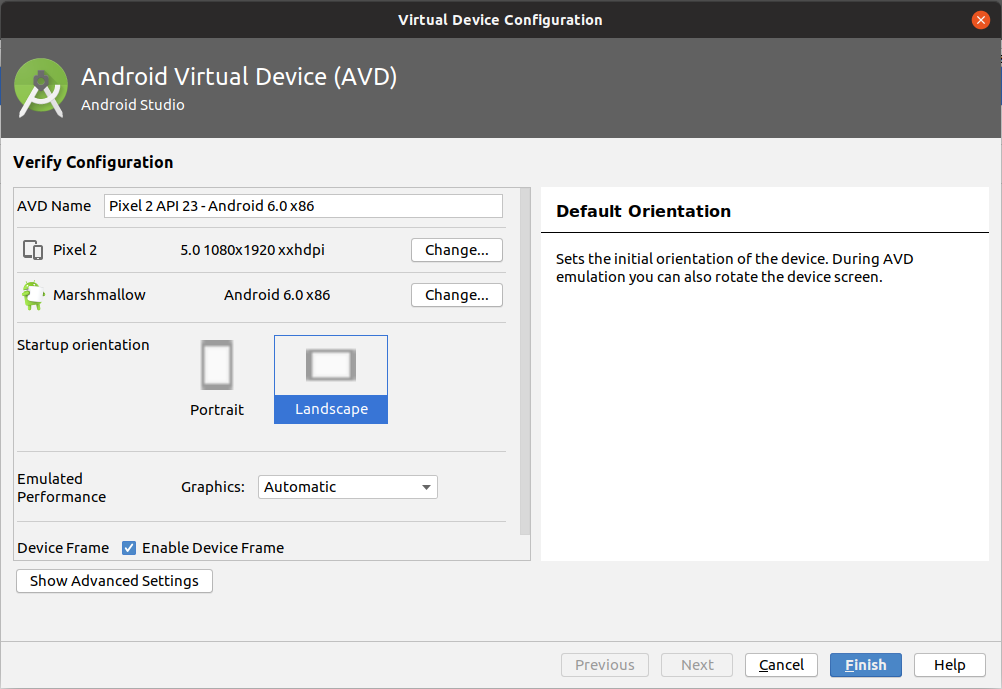 Virtual Device Configuration
Android Virtual Device (AVD)
Android Studio
Verify Configuration
AVD Name Pixel 2 API 23 - Android 6.0 x86
Pixel 2 5.0 1080x1920 xxhdpi Change...
Marshmallow Android 6.0 x86 Change...
Startup orientation
Portrait Landscape
Emulated
Performance
Graphics: Automatic
Device Frame Enable Device Frame
Show Advanced Settings
Default Orientation
Sets the initial orientation of the device. During AVD
emulation you can also rotate the device screen.
Previous Next Cancel Finish Help